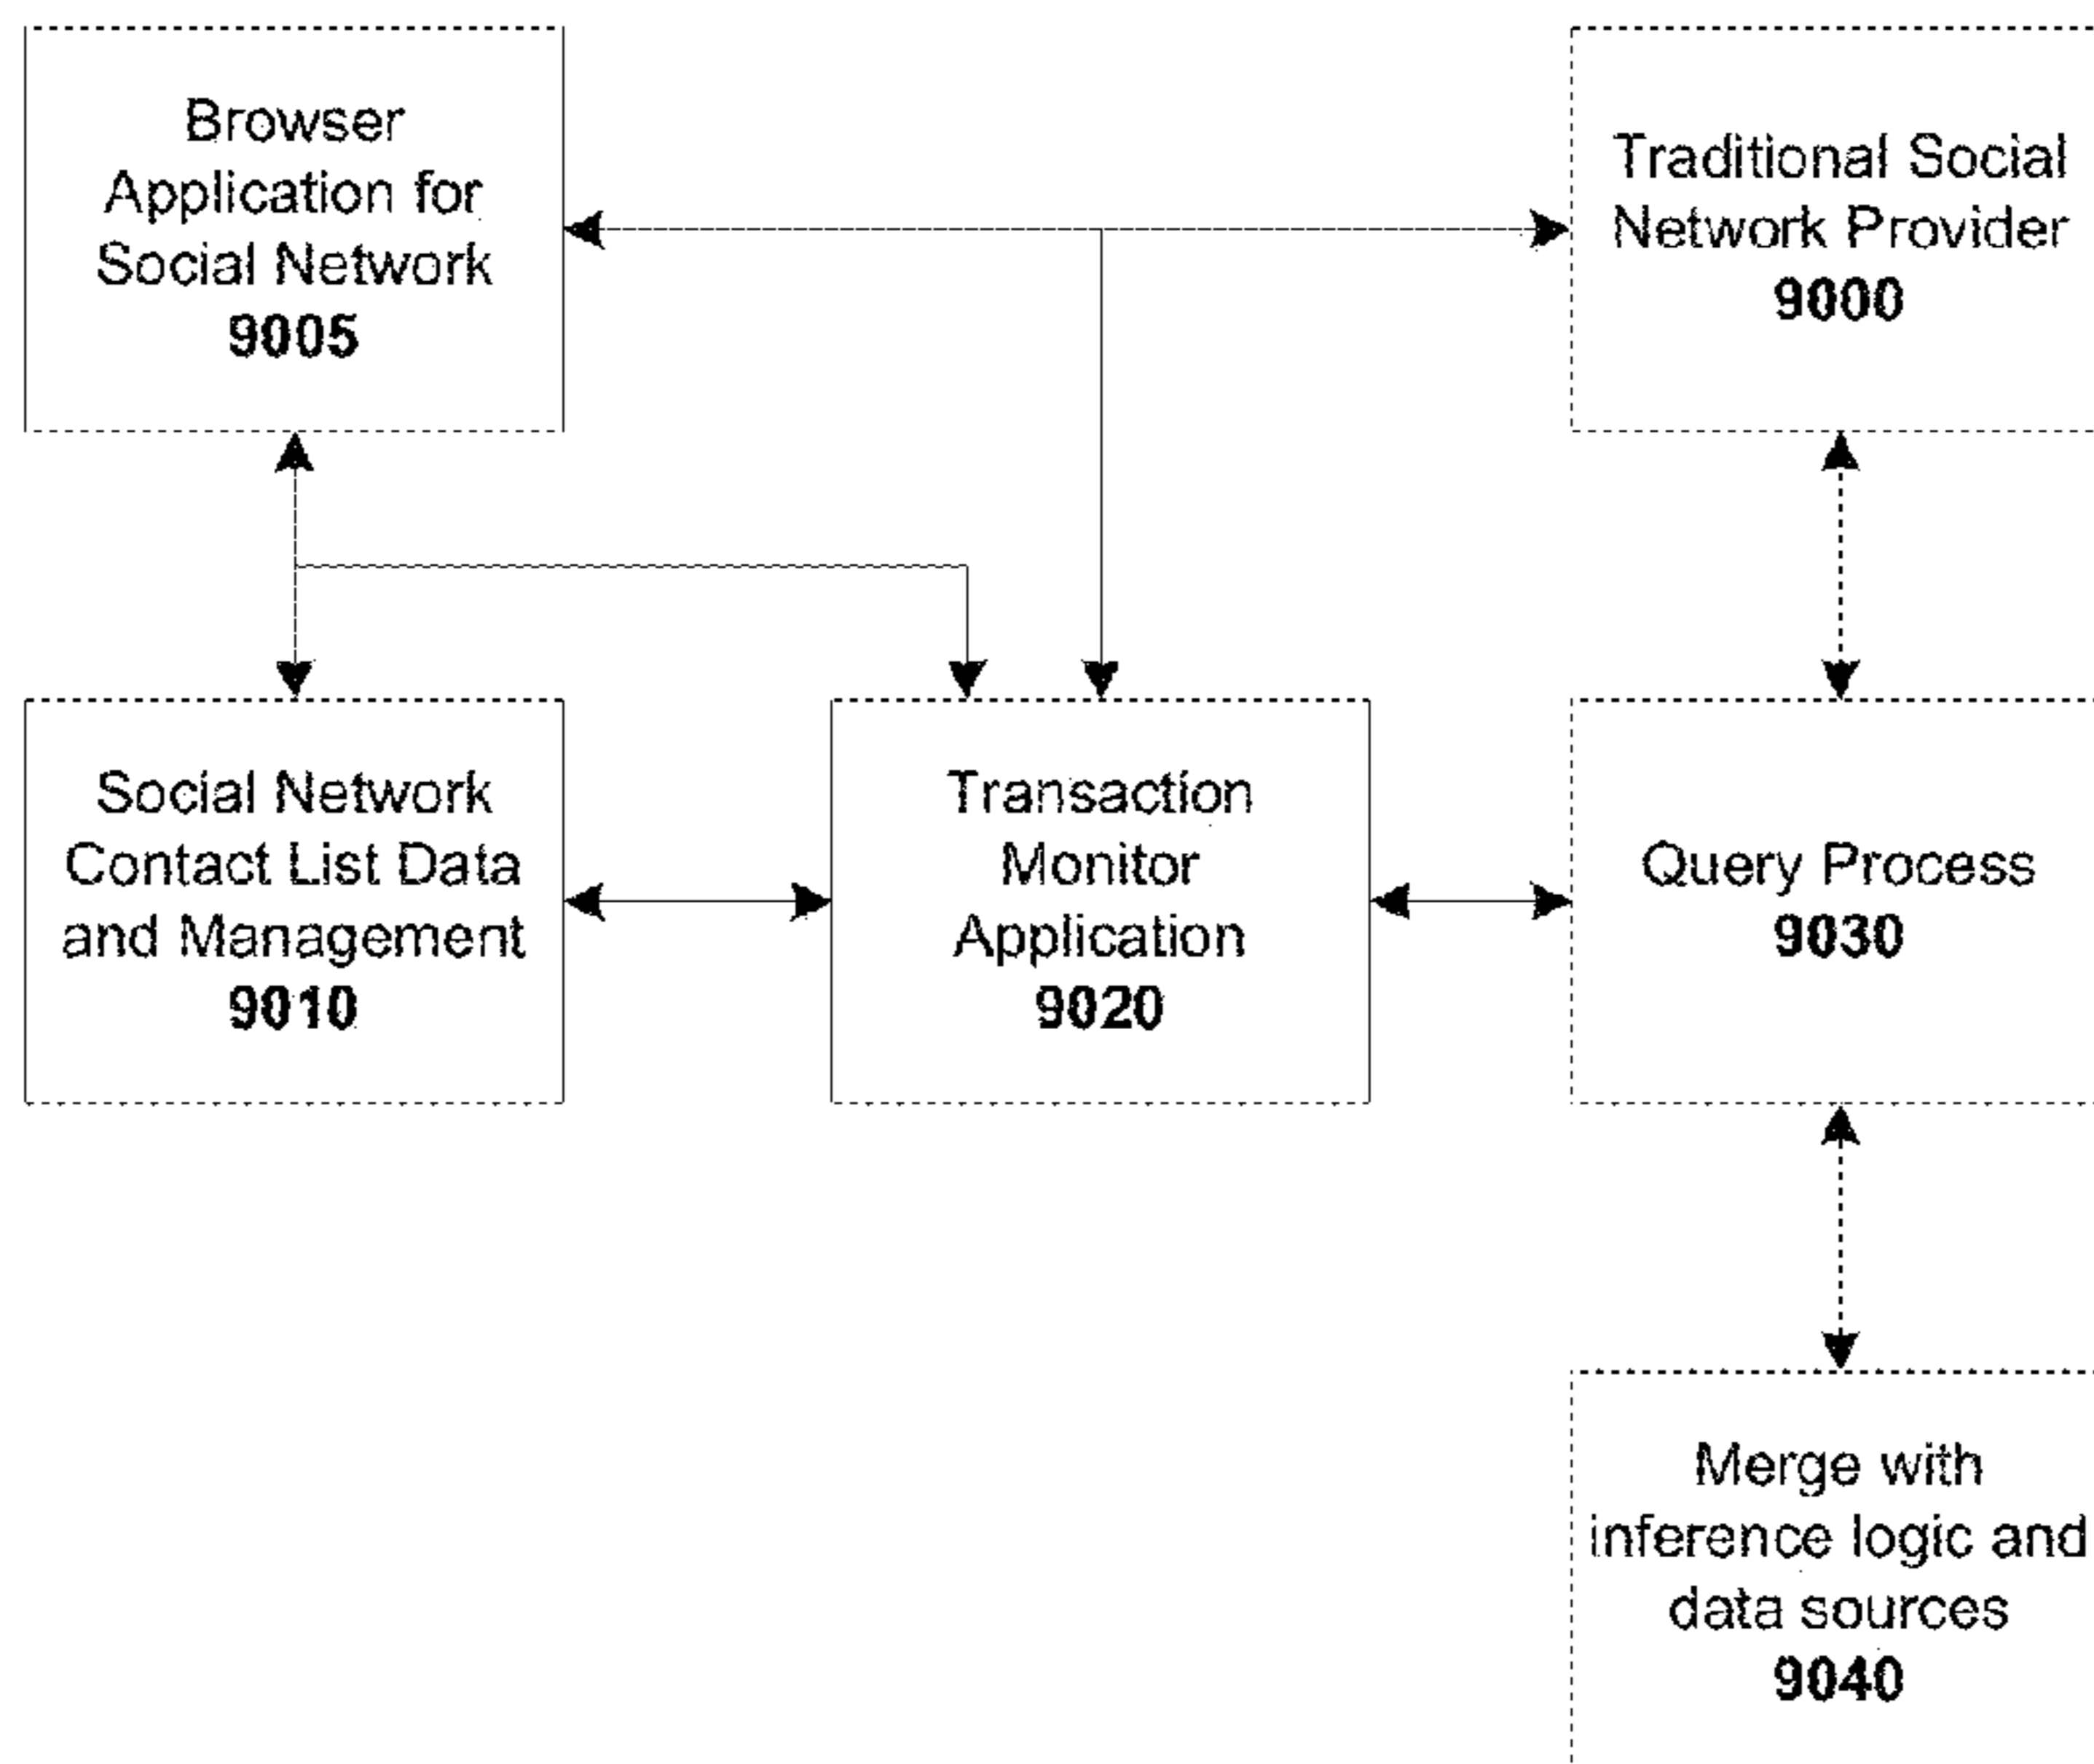 Browser
Application for
Social Network
9005
Traditional Social
Network Provider
9000
Social Network
Contact List Data
and Management
9010
Transaction
Monitor
Application
9020
Query Process
9030
Merge with
inference logic and
data sources
9040